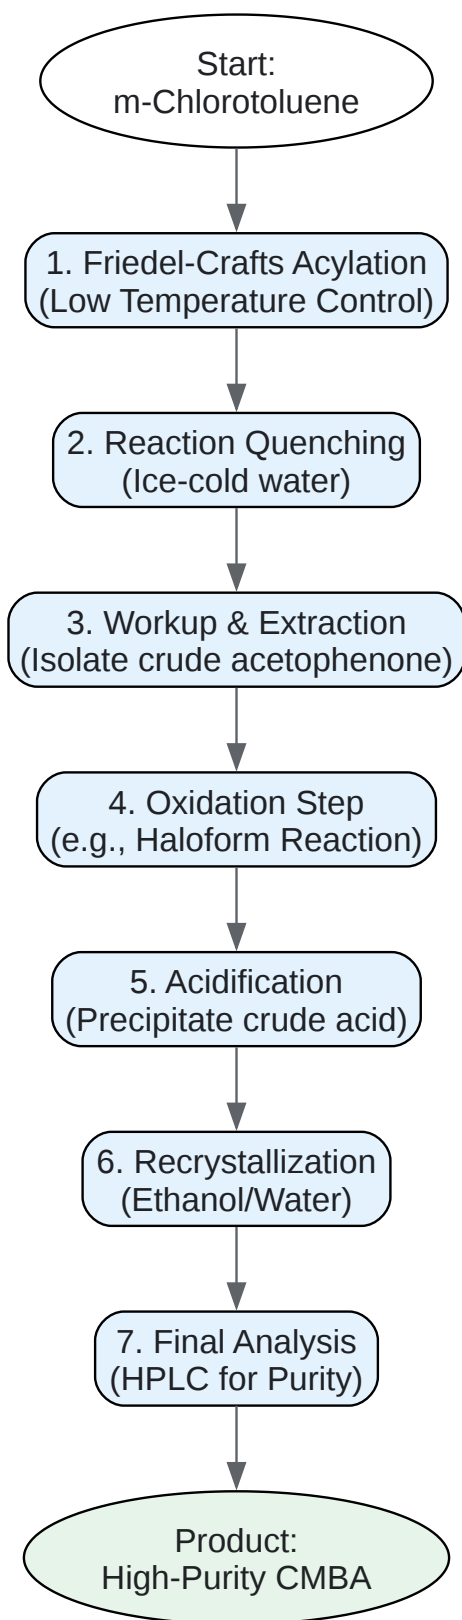 Start:
m-Chlorotoluene
1. Friedel-Crafts Acylation
(Low Temperature Control)
2. Reaction Quenching
(Ice-cold water)
3. Workup & Extraction
(Isolate crude acetophenone)
4. Oxidation Step
(e.g., Haloform Reaction)
5. Acidification
(Precipitate crude acid)
6. Recrystallization
(Ethanol/Water)
7. Final Analysis
(HPLC for Purity)
Product:
High-Purity CMBA